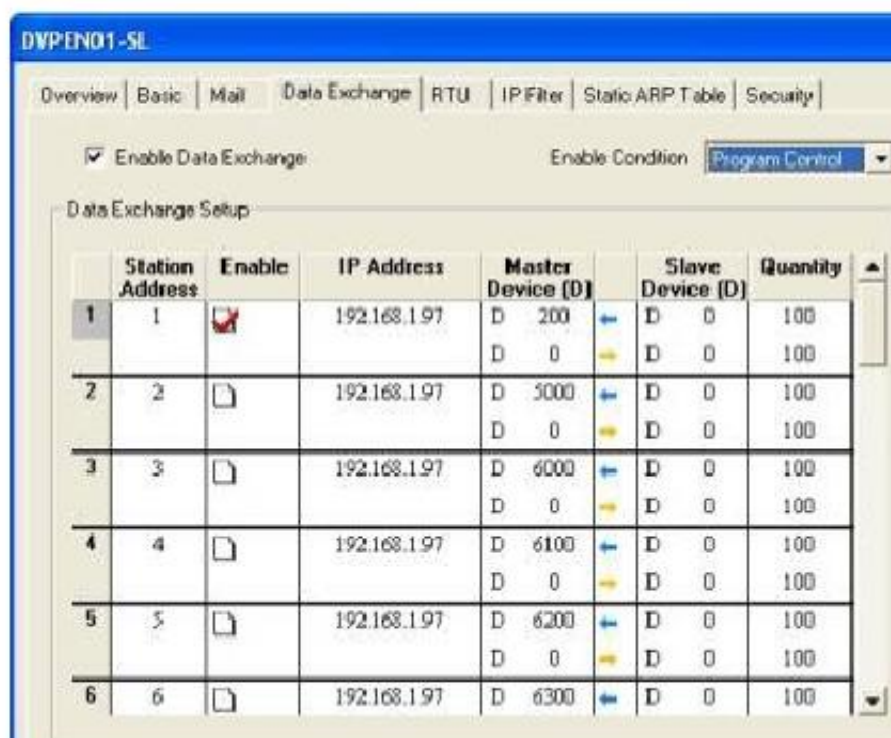 DVPEN01-SL
Overview Basic Mail Data Exchange RTU IP Filter Static ARP Table Security
Enable Data Exchange Enable Condition Program Control
Data Exchange Setup
Station Address Enable IP Address Master Device (D) Slave Device (D) Quantity
1 1 192.168.1.97 D 200 D 0 100
D 0 D 0 100
2 2 192.168.1.97 D 5000 D 0 100
D 0 D 0 100
3 3 192.168.1.97 D 6000 D 0 100
D 0 D 0 100
4 4 192.168.1.97 D 6100 D 0 100
D 0 D 0 100
5 5 192.168.1.97 D 6200 D 0 100
D 0 D 0 100
6 6 192.168.1.97 D 6300 D 0 100